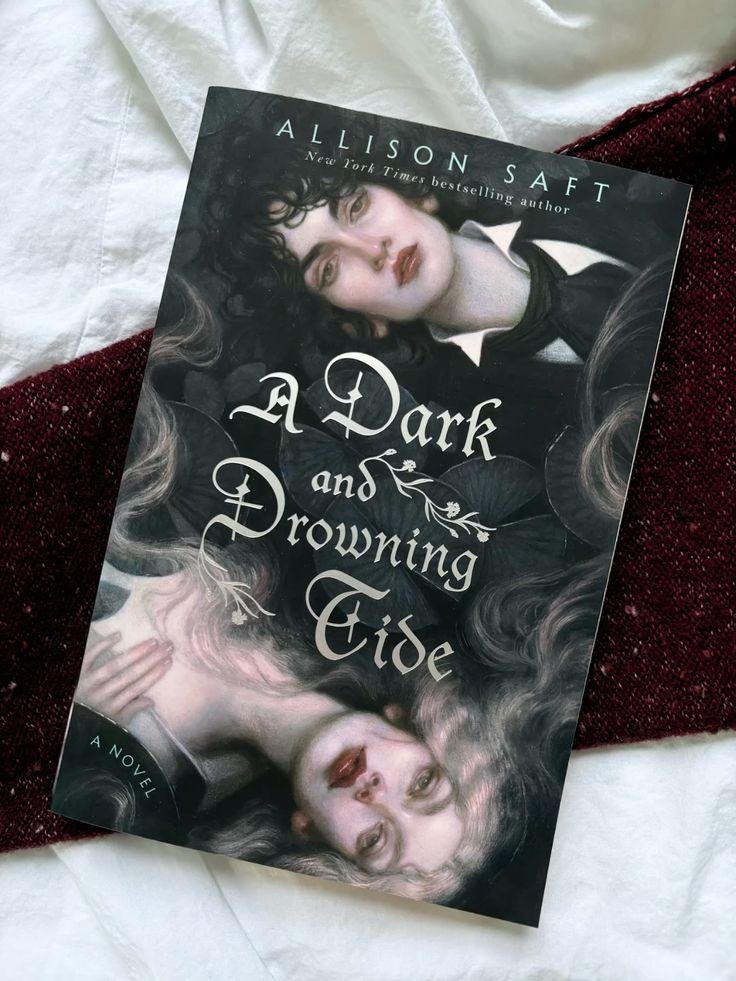 ALLISON SAFT
New York Times bestselling author
A Dark
and
Drowning
Tide
A NOVEL